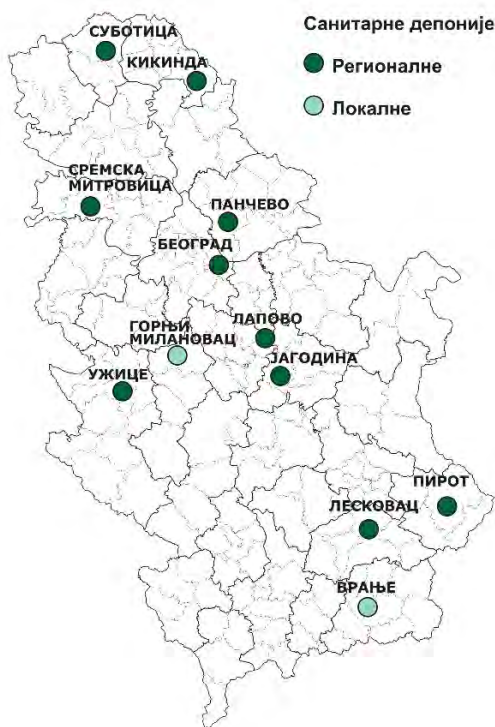 СУБОТИЦА
Санитарне депоније
КИКИНДА
Регионалне
Локалне
СРЕМСКА
МИТРОВИЦА
ПАНЧЕВО
БЕОГРАД
ГОРЊИ
МИЛАНОВАЦ
ЛАПОВО
ЈАГОДИНА
УЖИЦЕ
ПИРОТ
ЛЕСКОВАЦ
ВРАЊЕ